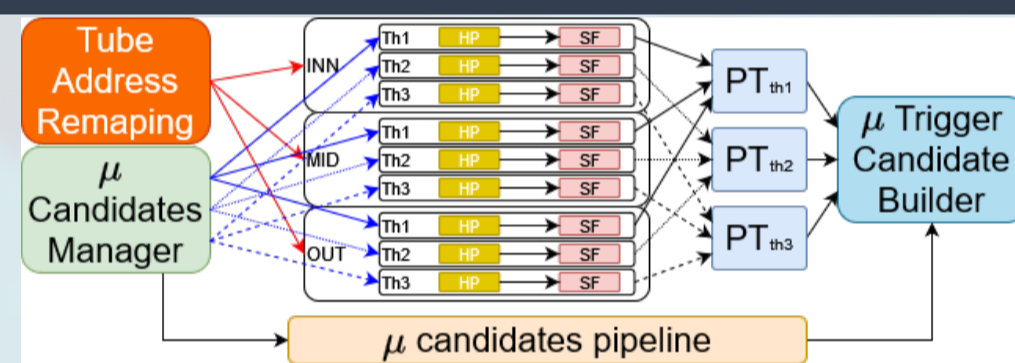 Tube
Address
Remaping
μ
Candidates
Manager
INN
Th1 HP SF
Th2 HP SF
Th3 HP SF
MID
Th1 HP SF
Th2 HP SF
Th3 HP SF
OUT
Th1 HP SF
Th2 HP SF
Th3 HP SF
PTth1
PTth2
PTth3
μ Trigger
Candidate
Builder
μ candidates pipeline